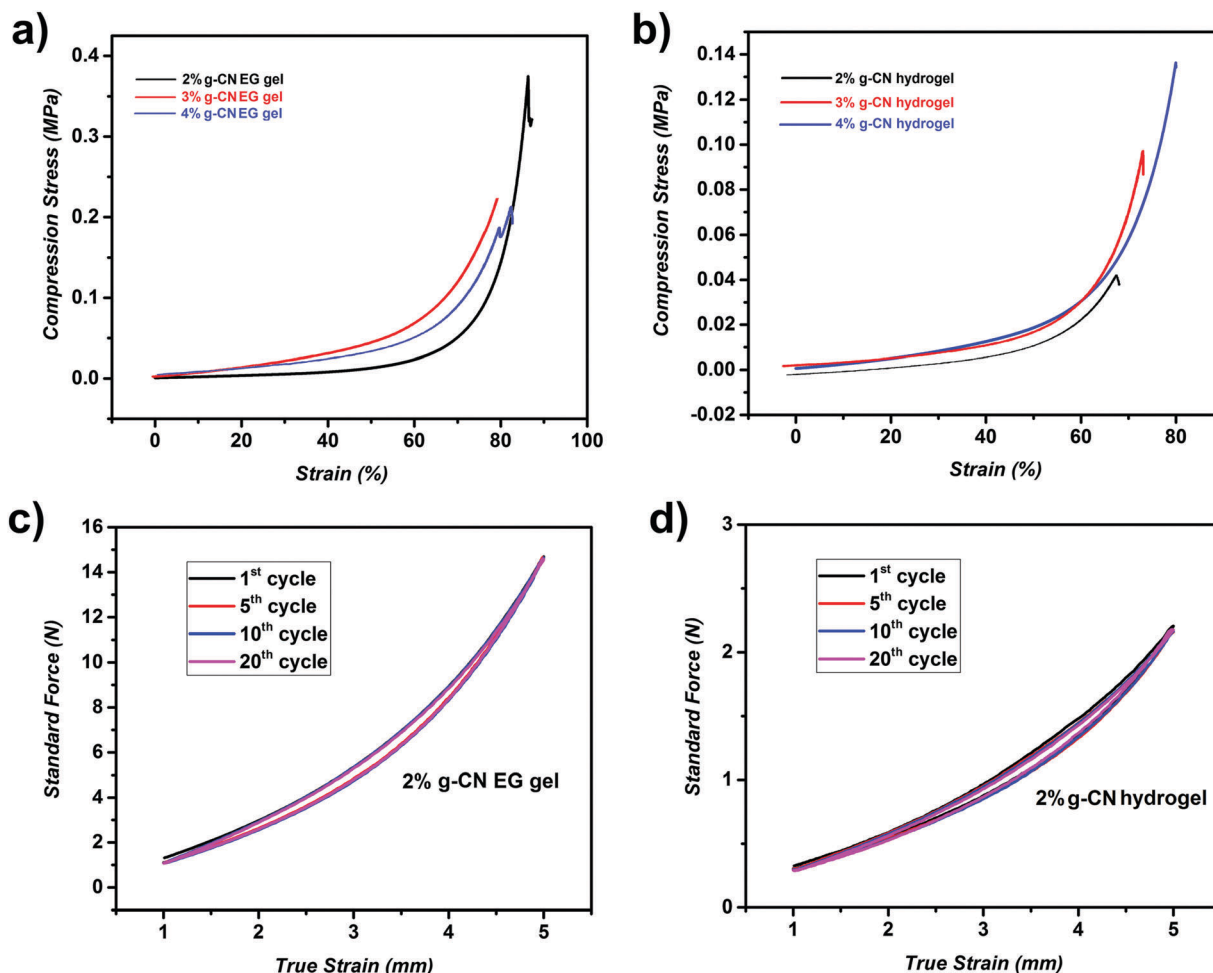 a)
0.4
0.3
0.2
0.1
0.0
Compression Stress (MPa)
2% g-CN EG gel
3% g-CN EG gel
4% g-CN EG gel
0
20
40
60
80
100
Strain (%)
b)
0.14
0.12
0.10
0.08
0.06
0.04
0.02
0.00
-0.02
Compression Stress (MPa)
2% g-CN hydrogel
3% g-CN hydrogel
4% g-CN hydrogel
0
20
40
60
80
Strain (%)
c)
16
14
12
10
8
6
4
2
0
Standard Force (N)
1st cycle
5th cycle
10th cycle
20th cycle
2% g-CN EG gel
1
2
3
4
5
True Strain (mm)
d)
3
2
1
0
Standard Force (N)
1st cycle
5th cycle
10th cycle
20th cycle
2% g-CN hydrogel
1
2
3
4
5
True Strain (mm)